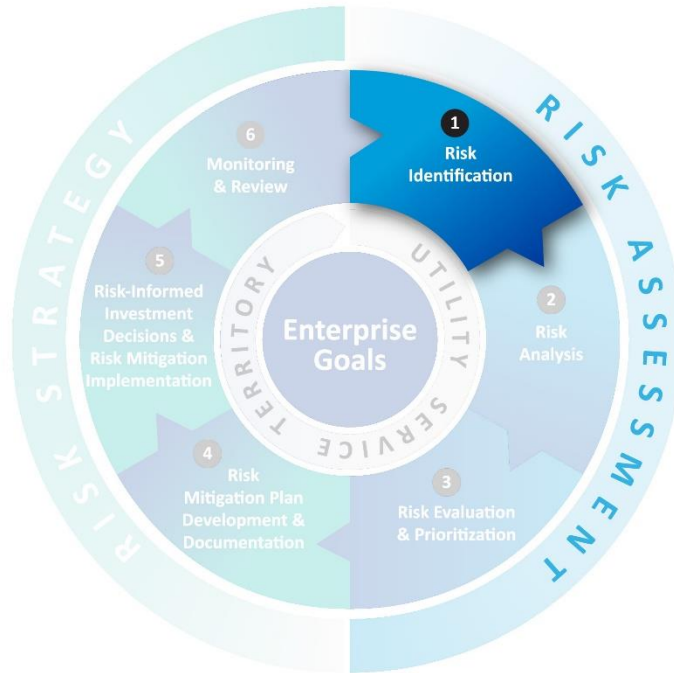 RISK STRATEGY
RISK ASSESSMENT
1
Risk
Identification
2
Risk
Analysis
3
Risk Evaluation
& Prioritization
4
Risk
Mitigation Plan
Development &
Documentation
5
Risk-Informed
Investment
Decisions &
Risk Mitigation
Implementation
6
Monitoring
& Review
UTILITY SERVICE TERRITORY
Enterprise
Goals